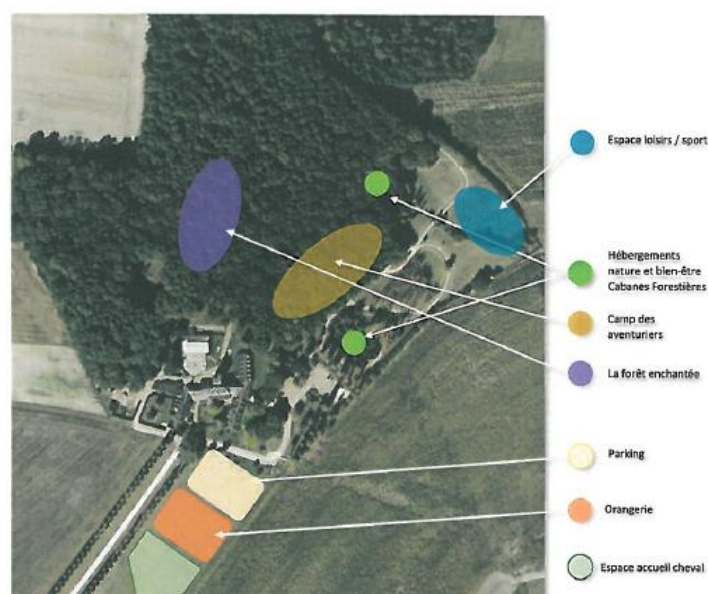 Espace loisirs / sport
Hébergements
nature et bien-être
Cabanes Forestières
Camp des
aventuriers
La forêt enchantée
Parking
Orangerie
Espace accueil cheval